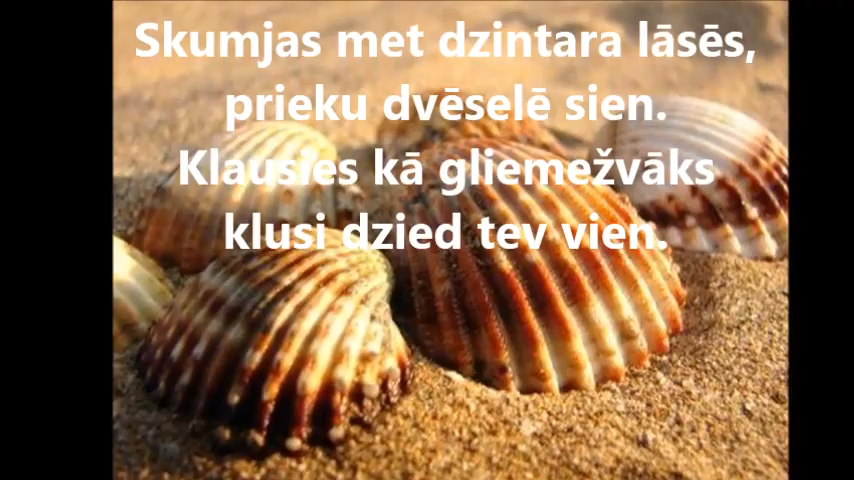 Skumjas met dzintara lāsēs,
prieku dvēselē sien.
Klausies kā gliemežvāks
klusi dzied tev vien.